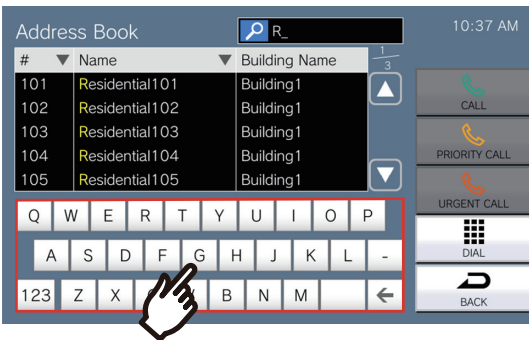 Address Book
R_
10:37 AM
# Name Building Name
1
3
101 Residential101 Building1
102 Residential102 Building1
103 Residential103 Building1
104 Residential104 Building1
105 Residential105 Building1
CALL
PRIORITY CALL
URGENT CALL
DIAL
BACK
Q W E R T Y U I O P
A S D F G H J K L -
123 Z X B N M